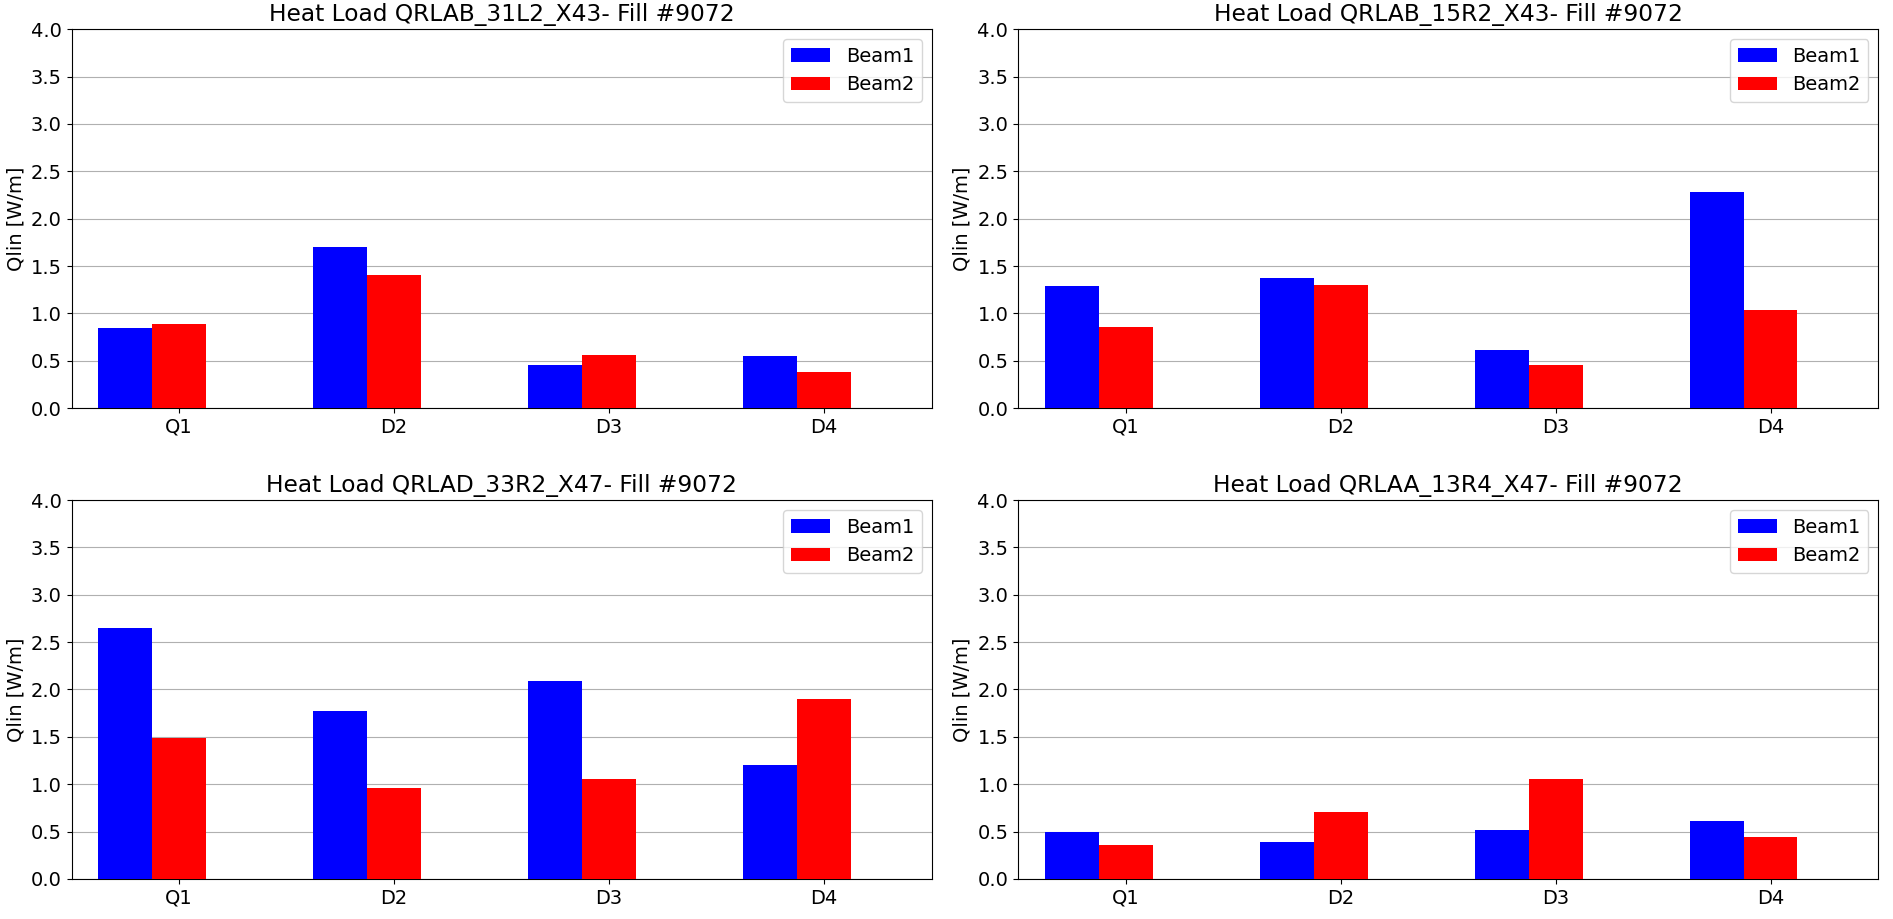 Heat Load QRLAB_31L2_X43- Fill #9072
Qlin [W/m]
4.0
3.5
3.0
2.5
2.0
1.5
1.0
0.5
0.0
Beam1
Beam2
Q1 D2 D3 D4
Heat Load QRLAB_15R2_X43- Fill #9072
Qlin [W/m]
4.0
3.5
3.0
2.5
2.0
1.5
1.0
0.5
0.0
Beam1
Beam2
Q1 D2 D3 D4
Heat Load QRLAD_33R2_X47- Fill #9072
Qlin [W/m]
4.0
3.5
3.0
2.5
2.0
1.5
1.0
0.5
0.0
Beam1
Beam2
Q1 D2 D3 D4
Heat Load QRLAA_13R4_X47- Fill #9072
Qlin [W/m]
4.0
3.5
3.0
2.5
2.0
1.5
1.0
0.5
0.0
Beam1
Beam2
Q1 D2 D3 D4